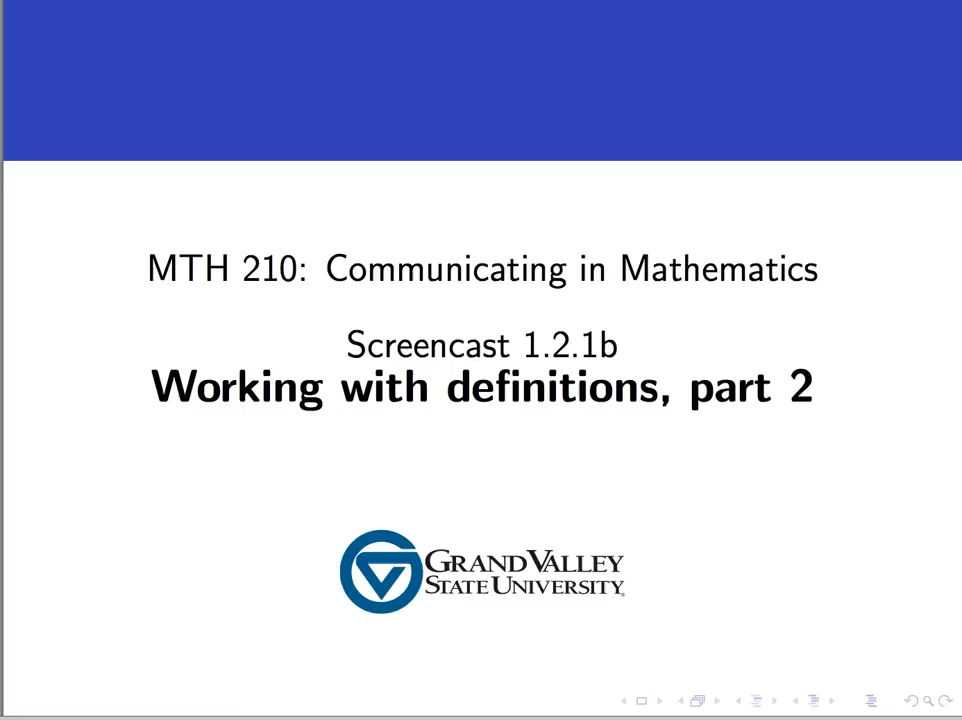 MTH 210: Communicating in Mathematics
Screencast 1.2.1b
Working with definitions, part 2
GRAND VALLEY
STATE UNIVERSITY.